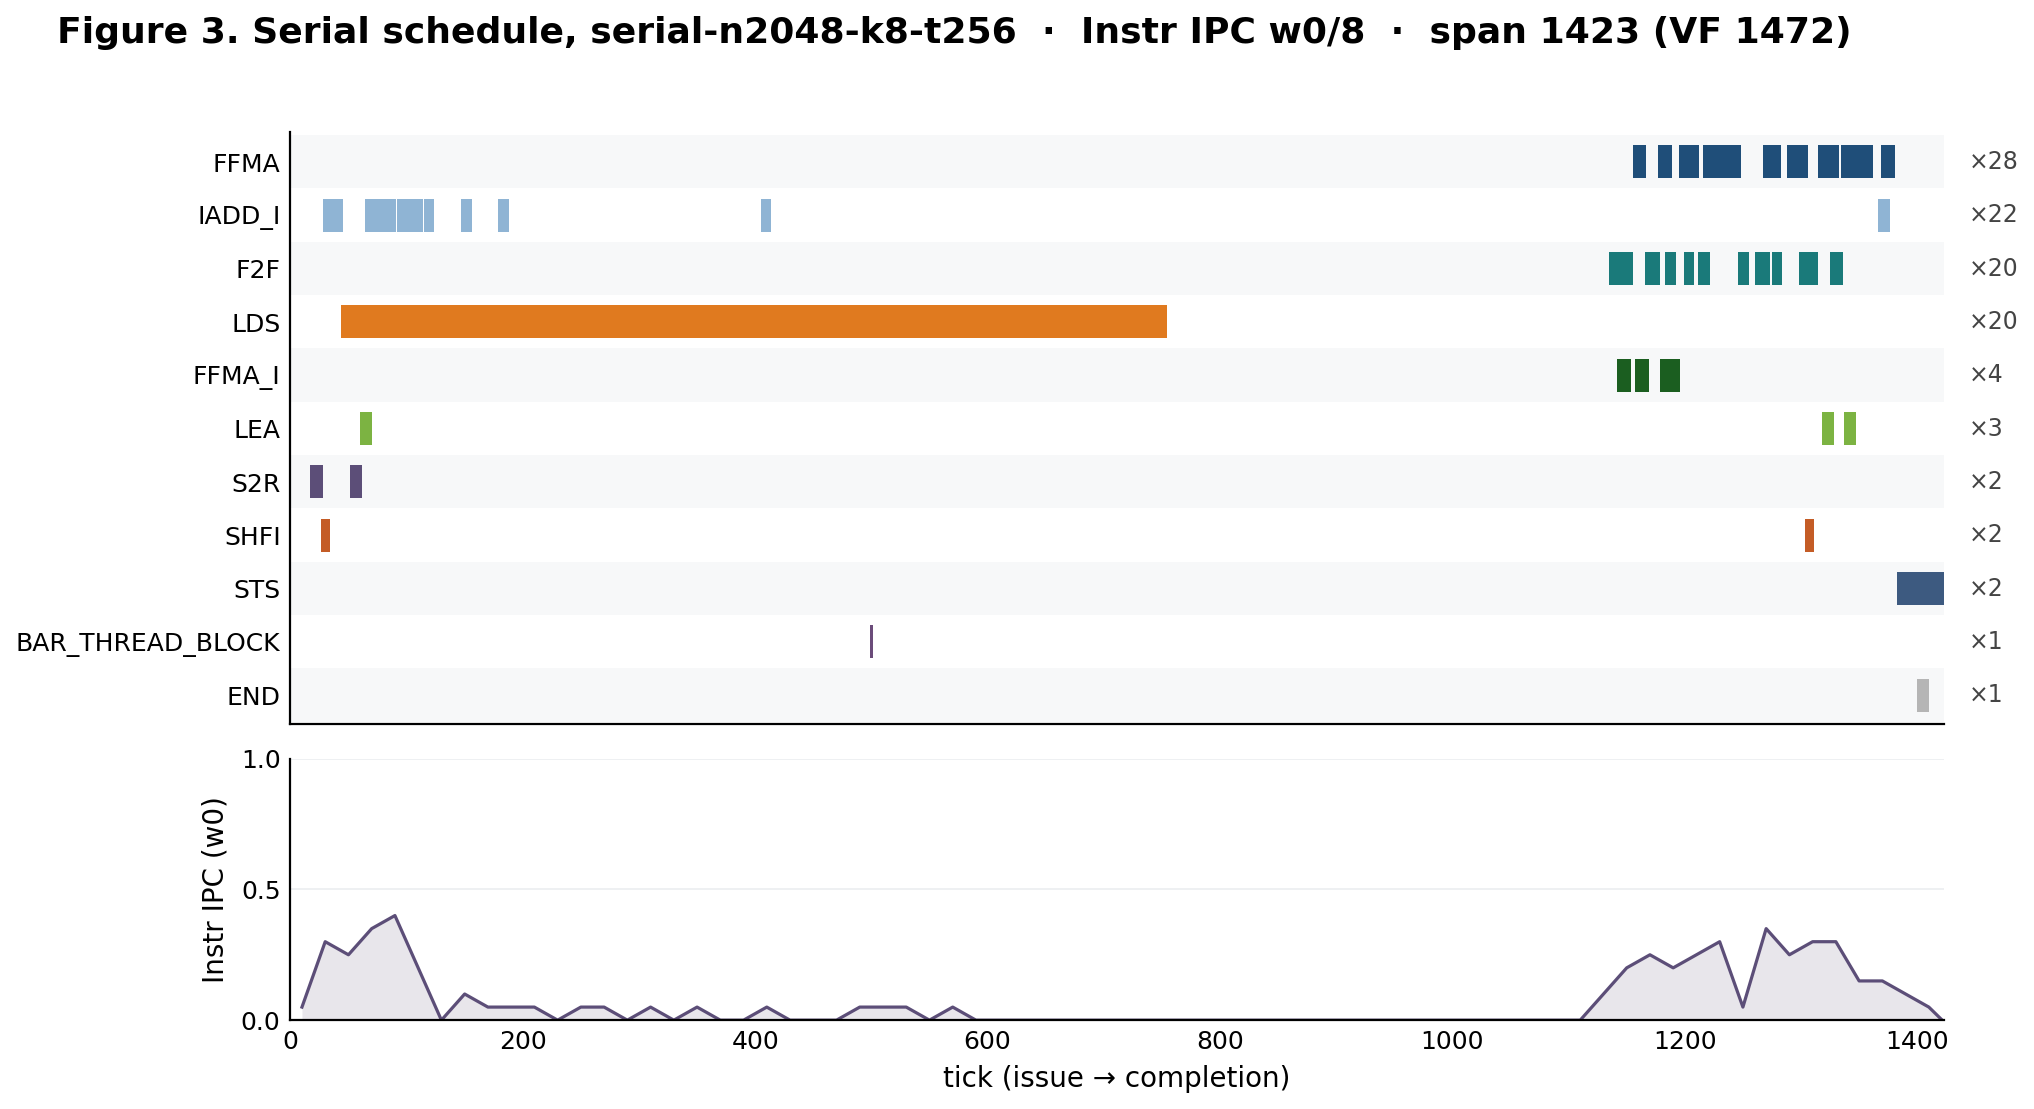 Figure 3. Serial schedule, serial-n2048-k8-t256 · Instr IPC w0/8 · span 1423 (VF 1472)
FFMA ×28
IADD_I ×22
F2F ×20
LDS ×20
FFMA_I ×4
LEA ×3
S2R ×2
SHFI ×2
STS ×2
BAR_THREAD_BLOCK ×1
END ×1
1.0
0.5
0.0
Instr IPC (w0)
0 200 400 600 800 1000 1200 1400
tick (issue → completion)